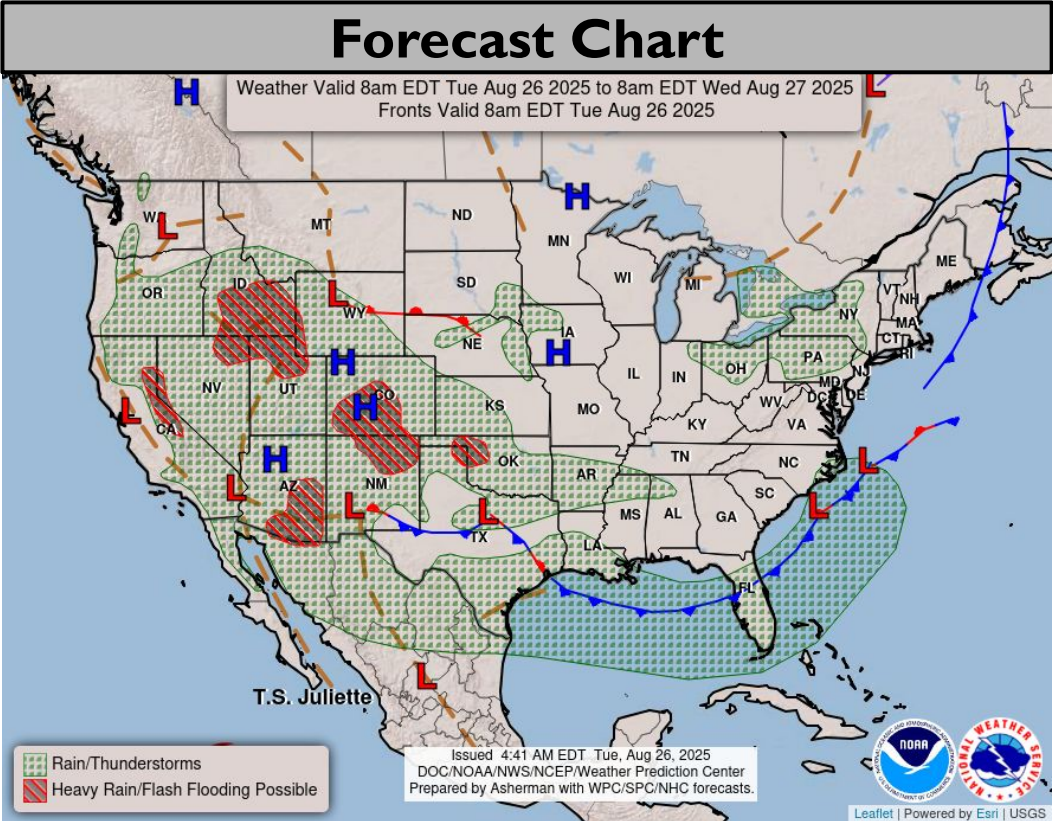 Forecast Chart
Weather Valid 8am EDT Tue Aug 26 2025 to 8am EDT Wed Aug 27 2025
Fronts Valid 8am EDT Tue Aug 26 2025
H
L
H
WA
L
MT
ND
MN
ME
OR
ID
L
WY
SD
WI
MI
VT
NH
NY
MA
CT
RI
NE
IA
H
H
NV
UT
CO
H
IL
IN
OH
PA
NJ
MD
DC
DE
L
CA
KS
MO
KY
WV
VA
H
AZ
L
NM
OK
AR
TN
NC
L
L
L
TX
LA
MS
AL
GA
SC
L
FL
L
T.S. Juliette
Rain/Thunderstorms
Heavy Rain/Flash Flooding Possible
Issued 4:41 AM EDT Tue, Aug 26, 2025
DOC/NOAA/NWS/NCEP/Weather Prediction Center
Prepared by Asherman with WPC/SPC/NHC forecasts.
NOAA
NATIONAL WEATHER SERVICE
Leaflet | Powered by Esri | USGS